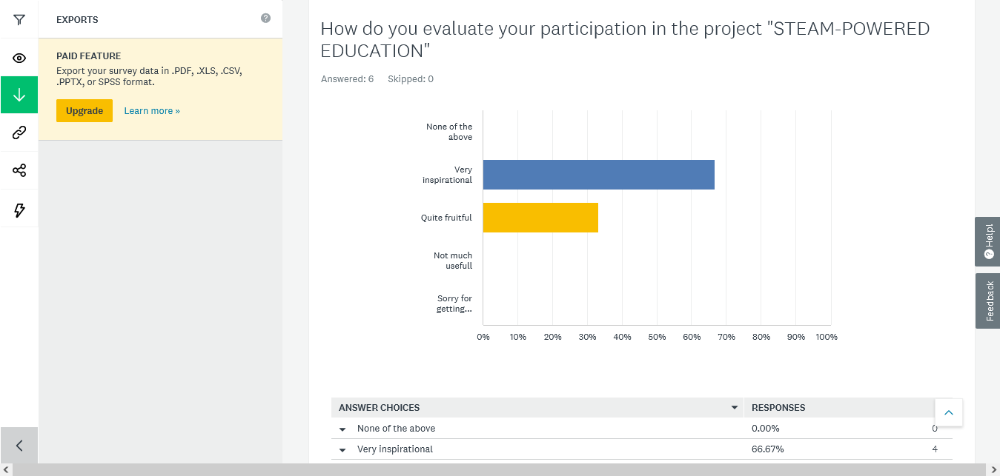 EXPORTS
PAID FEATURE
Export your survey data in .PDF, .XLS, .CSV,
.PPTX, or SPSS format.
Upgrade
Learn more »
How do you evaluate your participation in the project "STEAM-POWERED
EDUCATION"
Answered: 6 Skipped: 0
None of the
above
Very
inspirational
Quite fruitful
Not much
usefull
Sorry for
getting...
0% 10% 20% 30% 40% 50% 60% 70% 80% 90% 100%
Help!
Feedback
ANSWER CHOICES RESPONSES
None of the above 0.00% 0
Very inspirational 66.67% 4